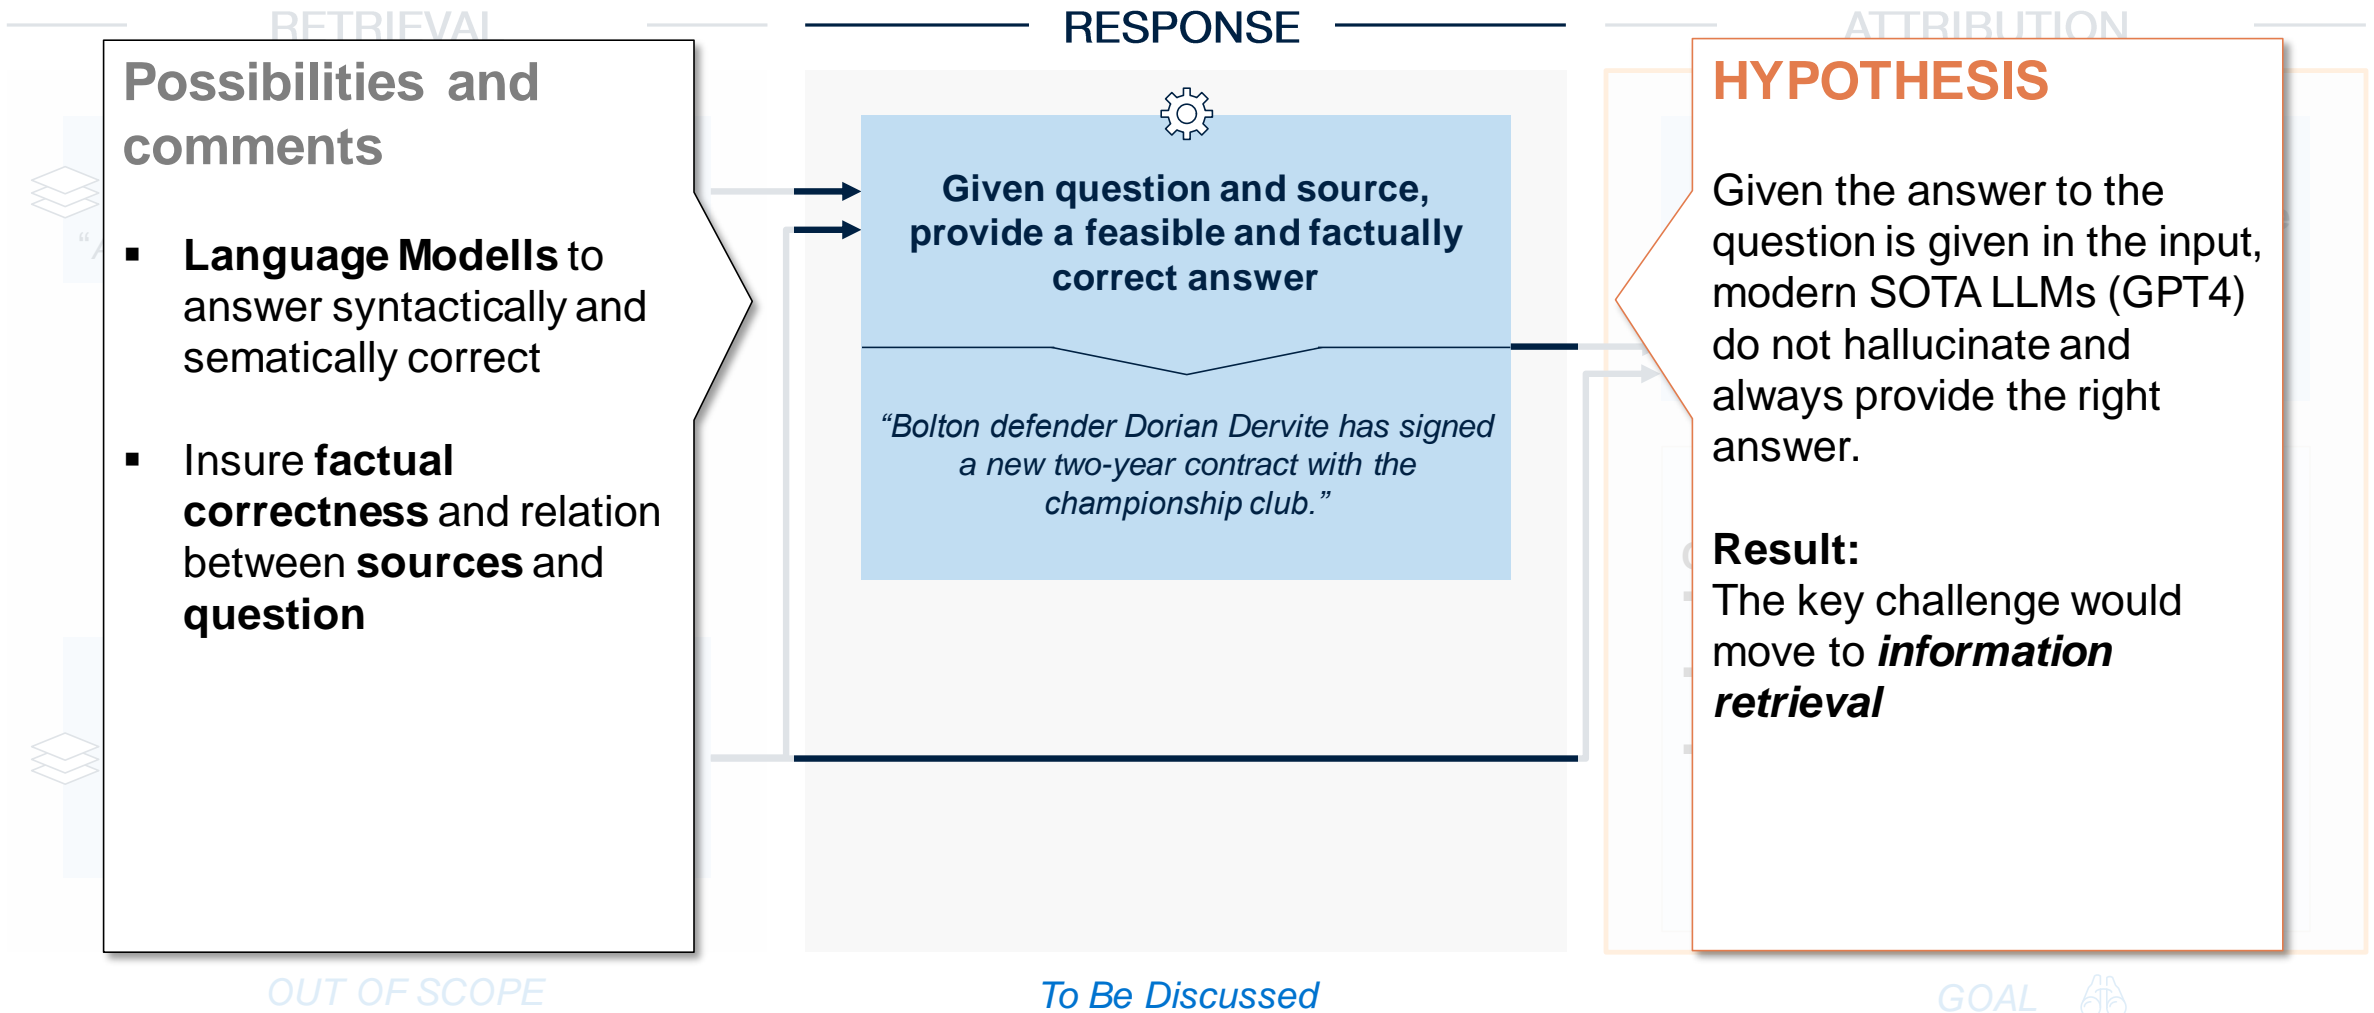 RETRIEVAL
RESPONSE
ATTRIBUTION
Possibilities and
comments
▪ Language Modells to
answer syntactically and
sematically correct
▪ Insure factual
correctness and relation
between sources and
question
Given question and source,
provide a feasible and factually
correct answer
“Bolton defender Dorian Dervite has signed
a new two-year contract with the
championship club.”
HYPOTHESIS
Given the answer to the
question is given in the input,
modern SOTA LLMs (GPT4)
do not hallucinate and
always provide the right
answer.
Result:
The key challenge would
move to information
retrieval
OUT OF SCOPE
To Be Discussed
GOAL